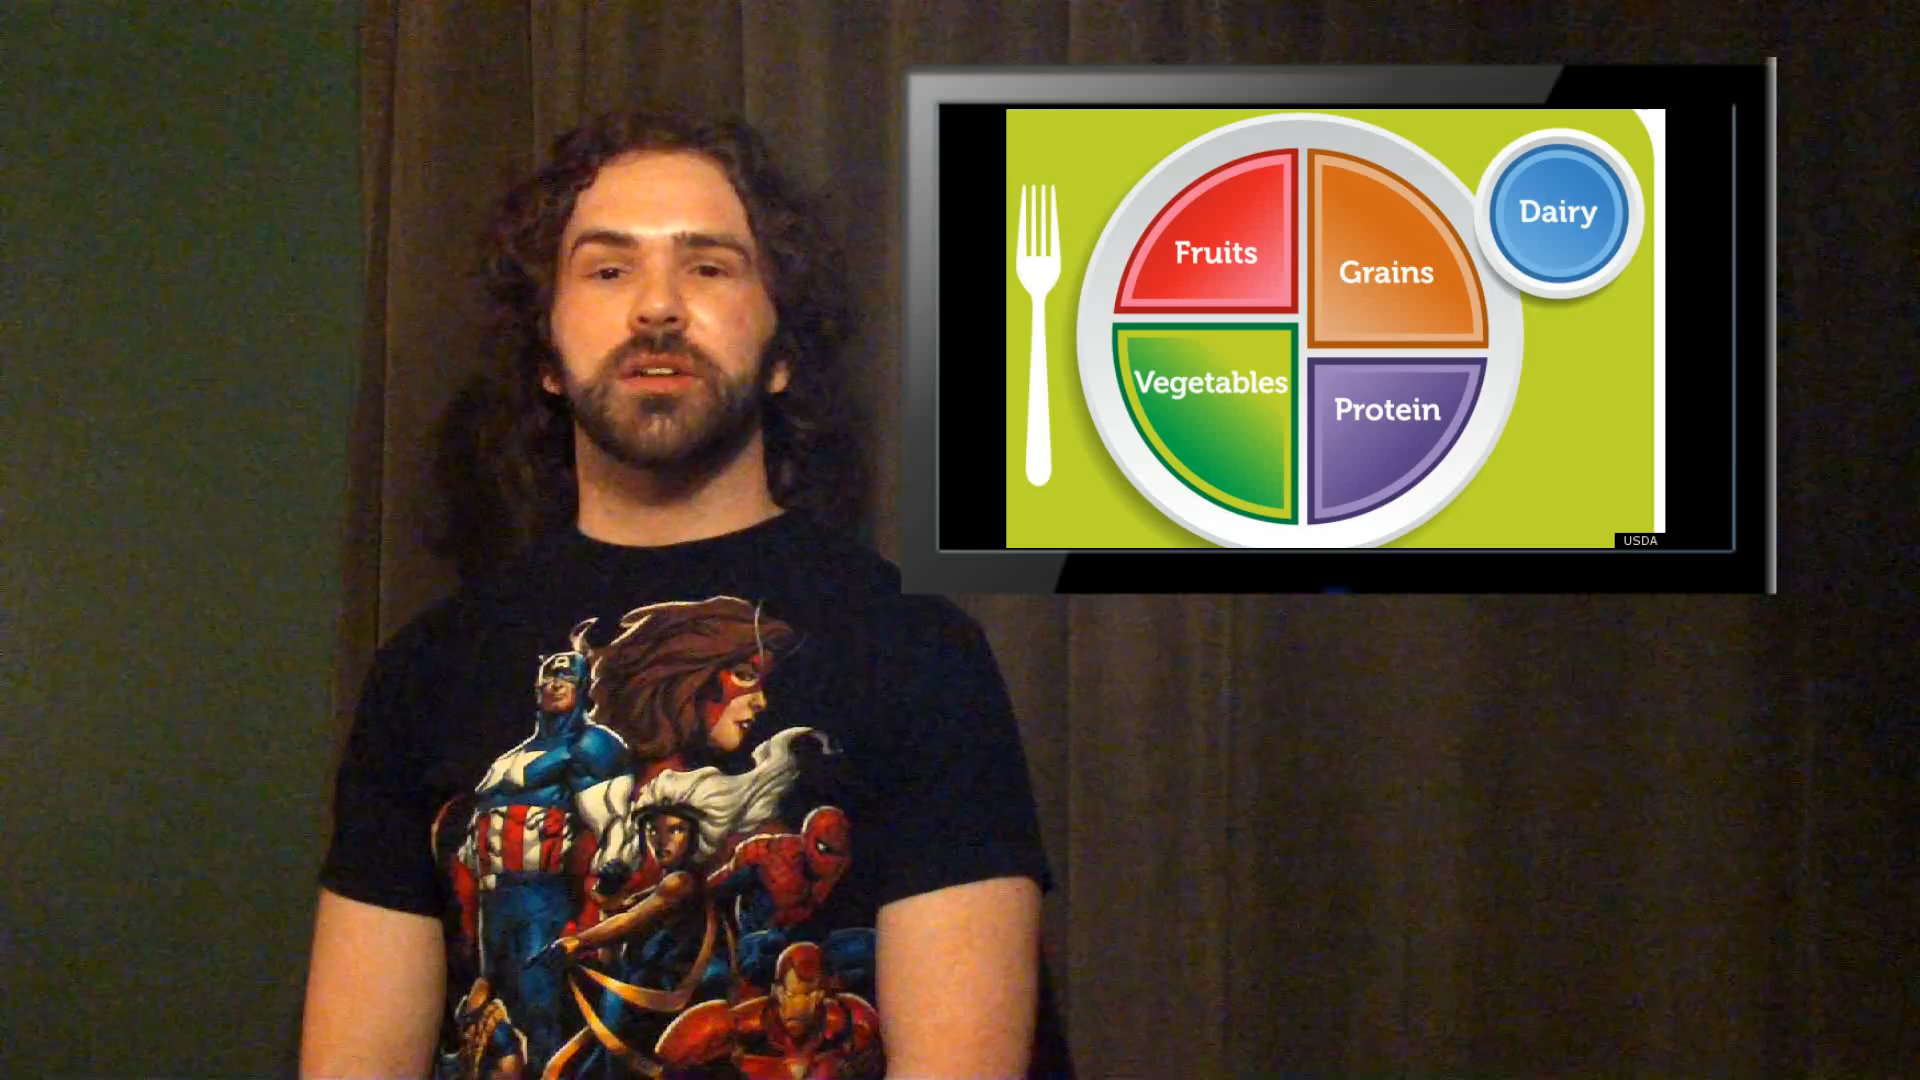 Fruits
Grains
Dairy
Vegetables
Protein
USDA
A